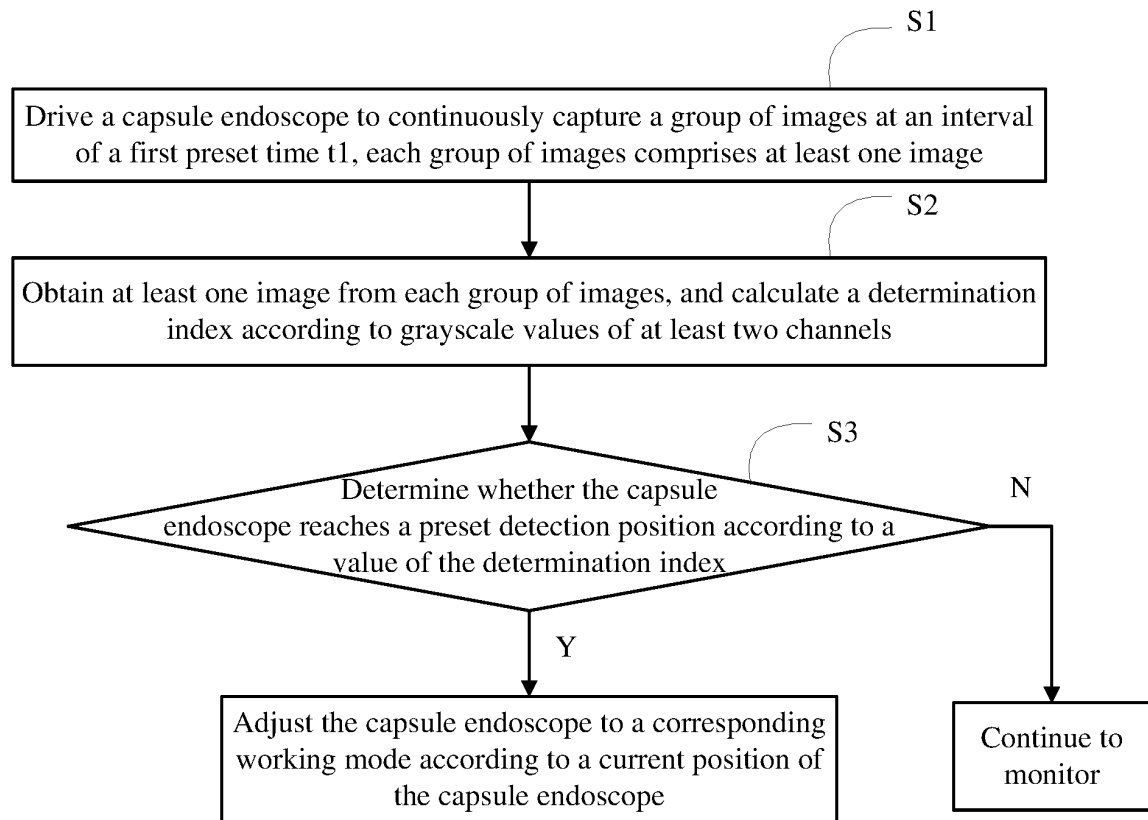 S1
Drive a capsule endoscope to continuously capture a group of images at an interval
of a first preset time t1, each group of images comprises at least one image
S2
Obtain at least one image from each group of images, and calculate a determination
index according to grayscale values of at least two channels
S3
Determine whether the capsule
endoscope reaches a preset detection position according to a
value of the determination index
N
Y
Adjust the capsule endoscope to a corresponding
working mode according to a current position of
the capsule endoscope
Continue to
monitor